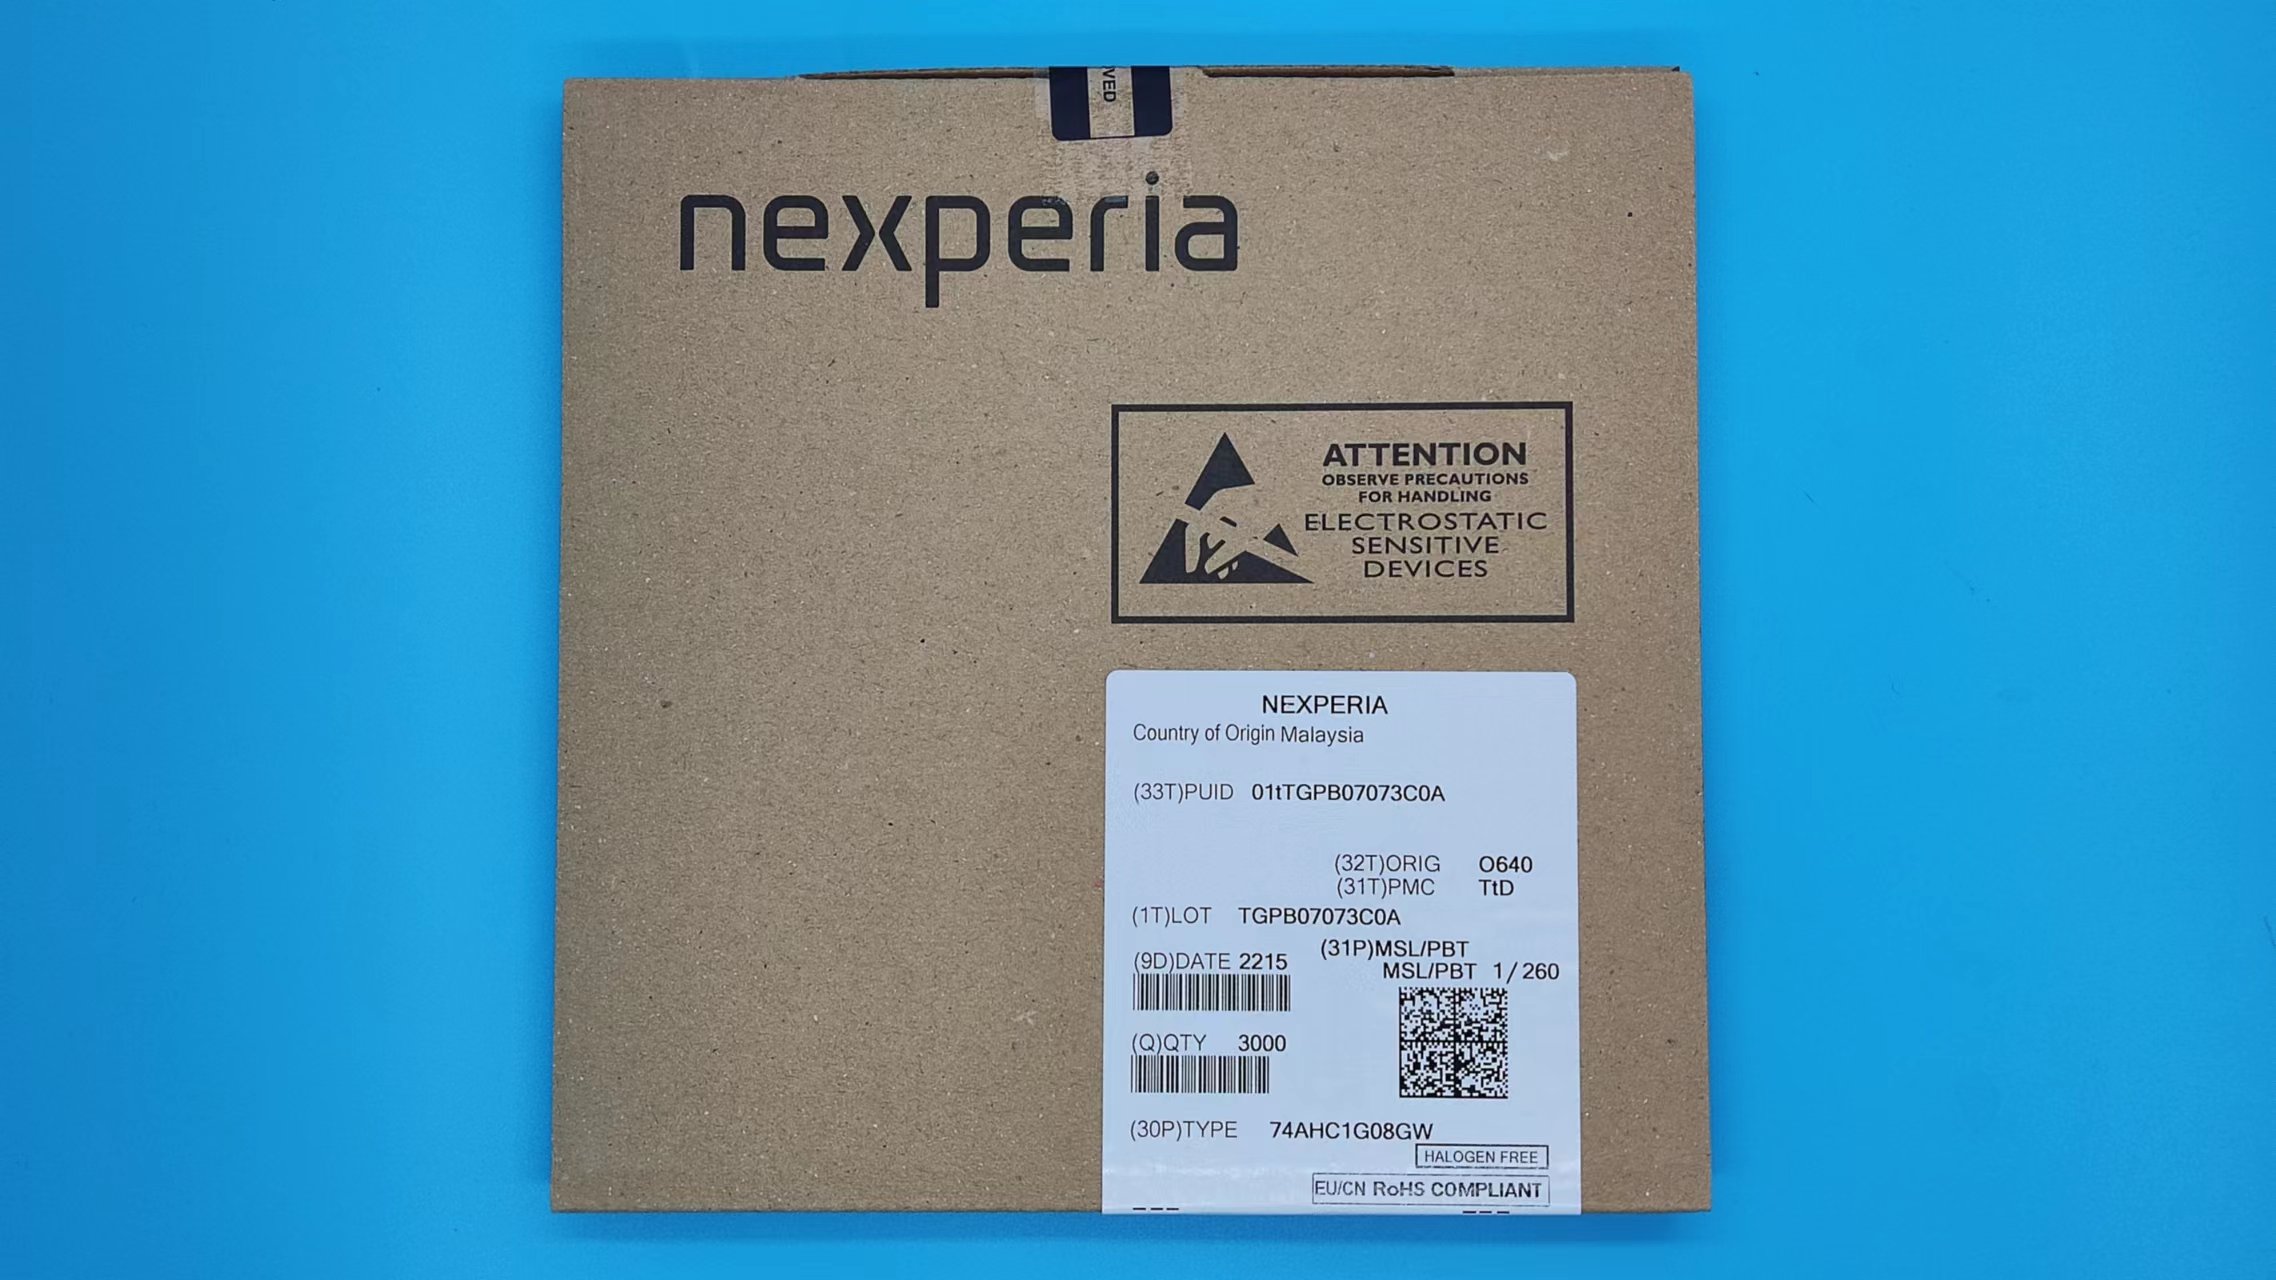 VED
nexperia
ATTENTION
OBSERVE PRECAUTIONS
FOR HANDLING
ELECTROSTATIC
SENSITIVE
DEVICES
NEXPERIA
Country of Origin Malaysia
(33T)PUID 01tTGPB07073C0A
(32T)ORIG O640
(31T)PMC TtD
(1T)LOT TGPB07073C0A
(31P)MSL/PBT
(9D)DATE 2215
MSL/PBT 1/260
(Q)QTY 3000
(30P)TYPE 74AHC1G08GW
HALOGEN FREE
EU/CN RoHS COMPLIANT